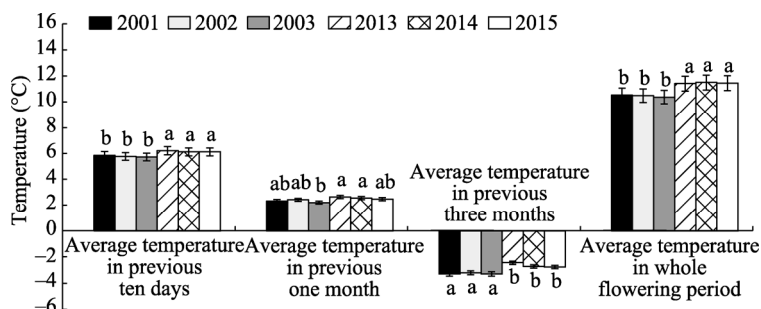 2001 2002 2003 2013 2014 2015
Temperature (°C)
16
14
12
10
8
6
4
2
0
−2
−4
−6
b b b a a a
ab ab b a a ab
a a a b b b
b b b a a a
Average temperature
in previous
ten days
Average temperature
in previous
one month
Average temperature
in previous
three months
Average temperature
in whole
flowering period